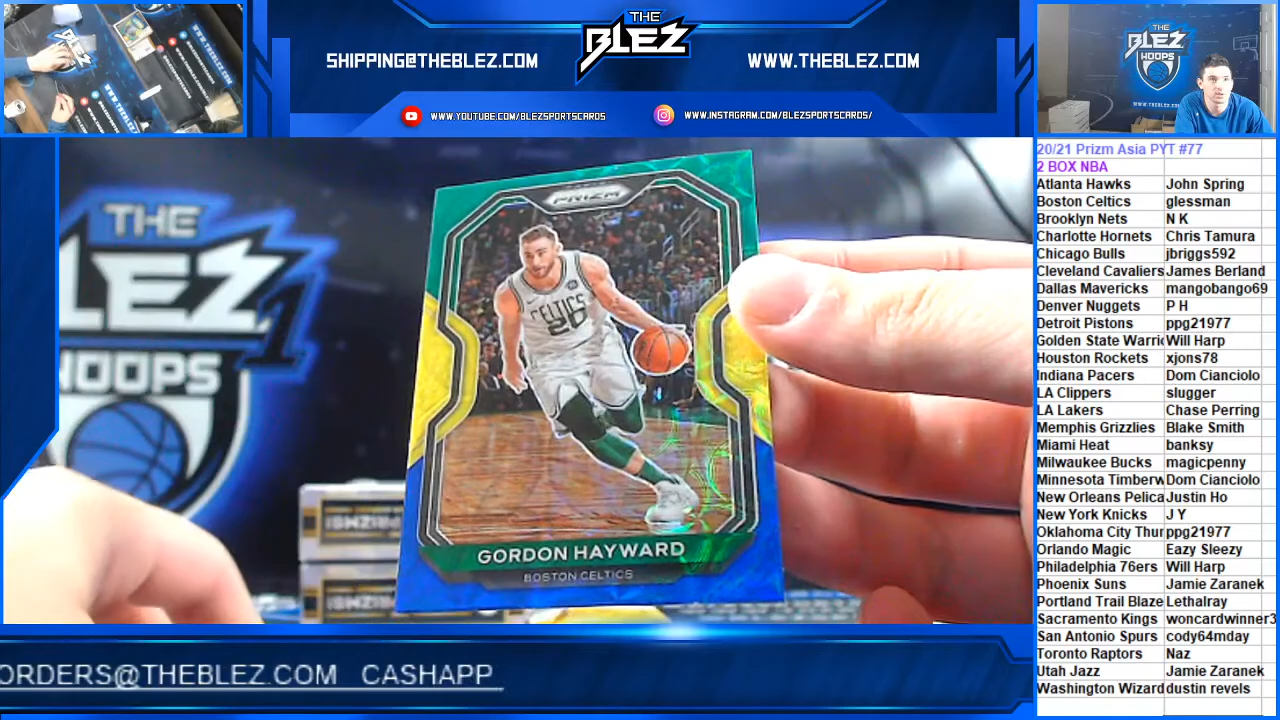 THE
BLEZ
SHIPPING@THEBLEZ.COM
WWW.THEBLEZ.COM
WWW.YOUTUBE.COM/BLEZSPORTSCARDS
WWW.INSTAGRAM.COM/BLEZSPORTSCARDS/
THE
BLEZ
HOOPS
20/21 Prizm Asia PYT #77
2 BOX NBA
Atlanta Hawks John Spring
Boston Celtics glessman
Brooklyn Nets N K
Charlotte Hornets Chris Tamura
Chicago Bulls jbriggs592
Cleveland Cavaliers James Berland
Dallas Mavericks mangobango69
Denver Nuggets P H
Detroit Pistons ppg21977
Golden State Warric Will Harp
Houston Rockets xjons78
Indiana Pacers Dom Cianciolo
LA Clippers slugger
LA Lakers Chase Perring
Memphis Grizzlies Blake Smith
Miami Heat banksy
Milwaukee Bucks magicpenny
Minnesota Timberw Dom Cianciolo
New Orleans Pelica Justin Ho
New York Knicks J Y
Oklahoma City Thur ppg21977
Orlando Magic Eazy Sleezy
Philadelphia 76ers Will Harp
Phoenix Suns Jamie Zaranek
Portland Trail Blaze Lethalray
Sacramento Kings woncardwinner3
San Antonio Spurs cody64mday
Toronto Raptors Naz
Utah Jazz Jamie Zaranek
Washington Wizard dustin revels
THE
LEZ
HOOPS
PRIZM
CELTICS
20
GORDON HAYWARD
BOSTON CELTICS
ORDERS@THEBLEZ.COM CASHAPP